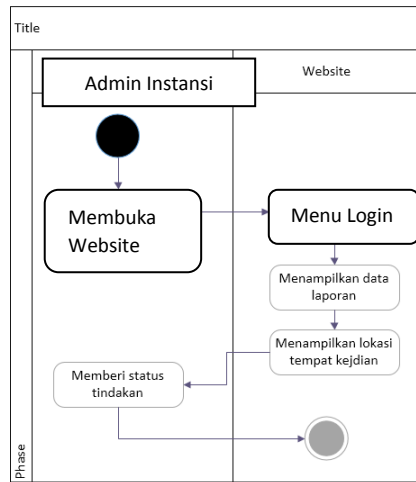 Title
Admin Instansi
Website
Membuka
Website
Menu Login
Menampilkan data
laporan
Menampilkan lokasi
tempat kejdian
Memberi status
tindakan
Phase